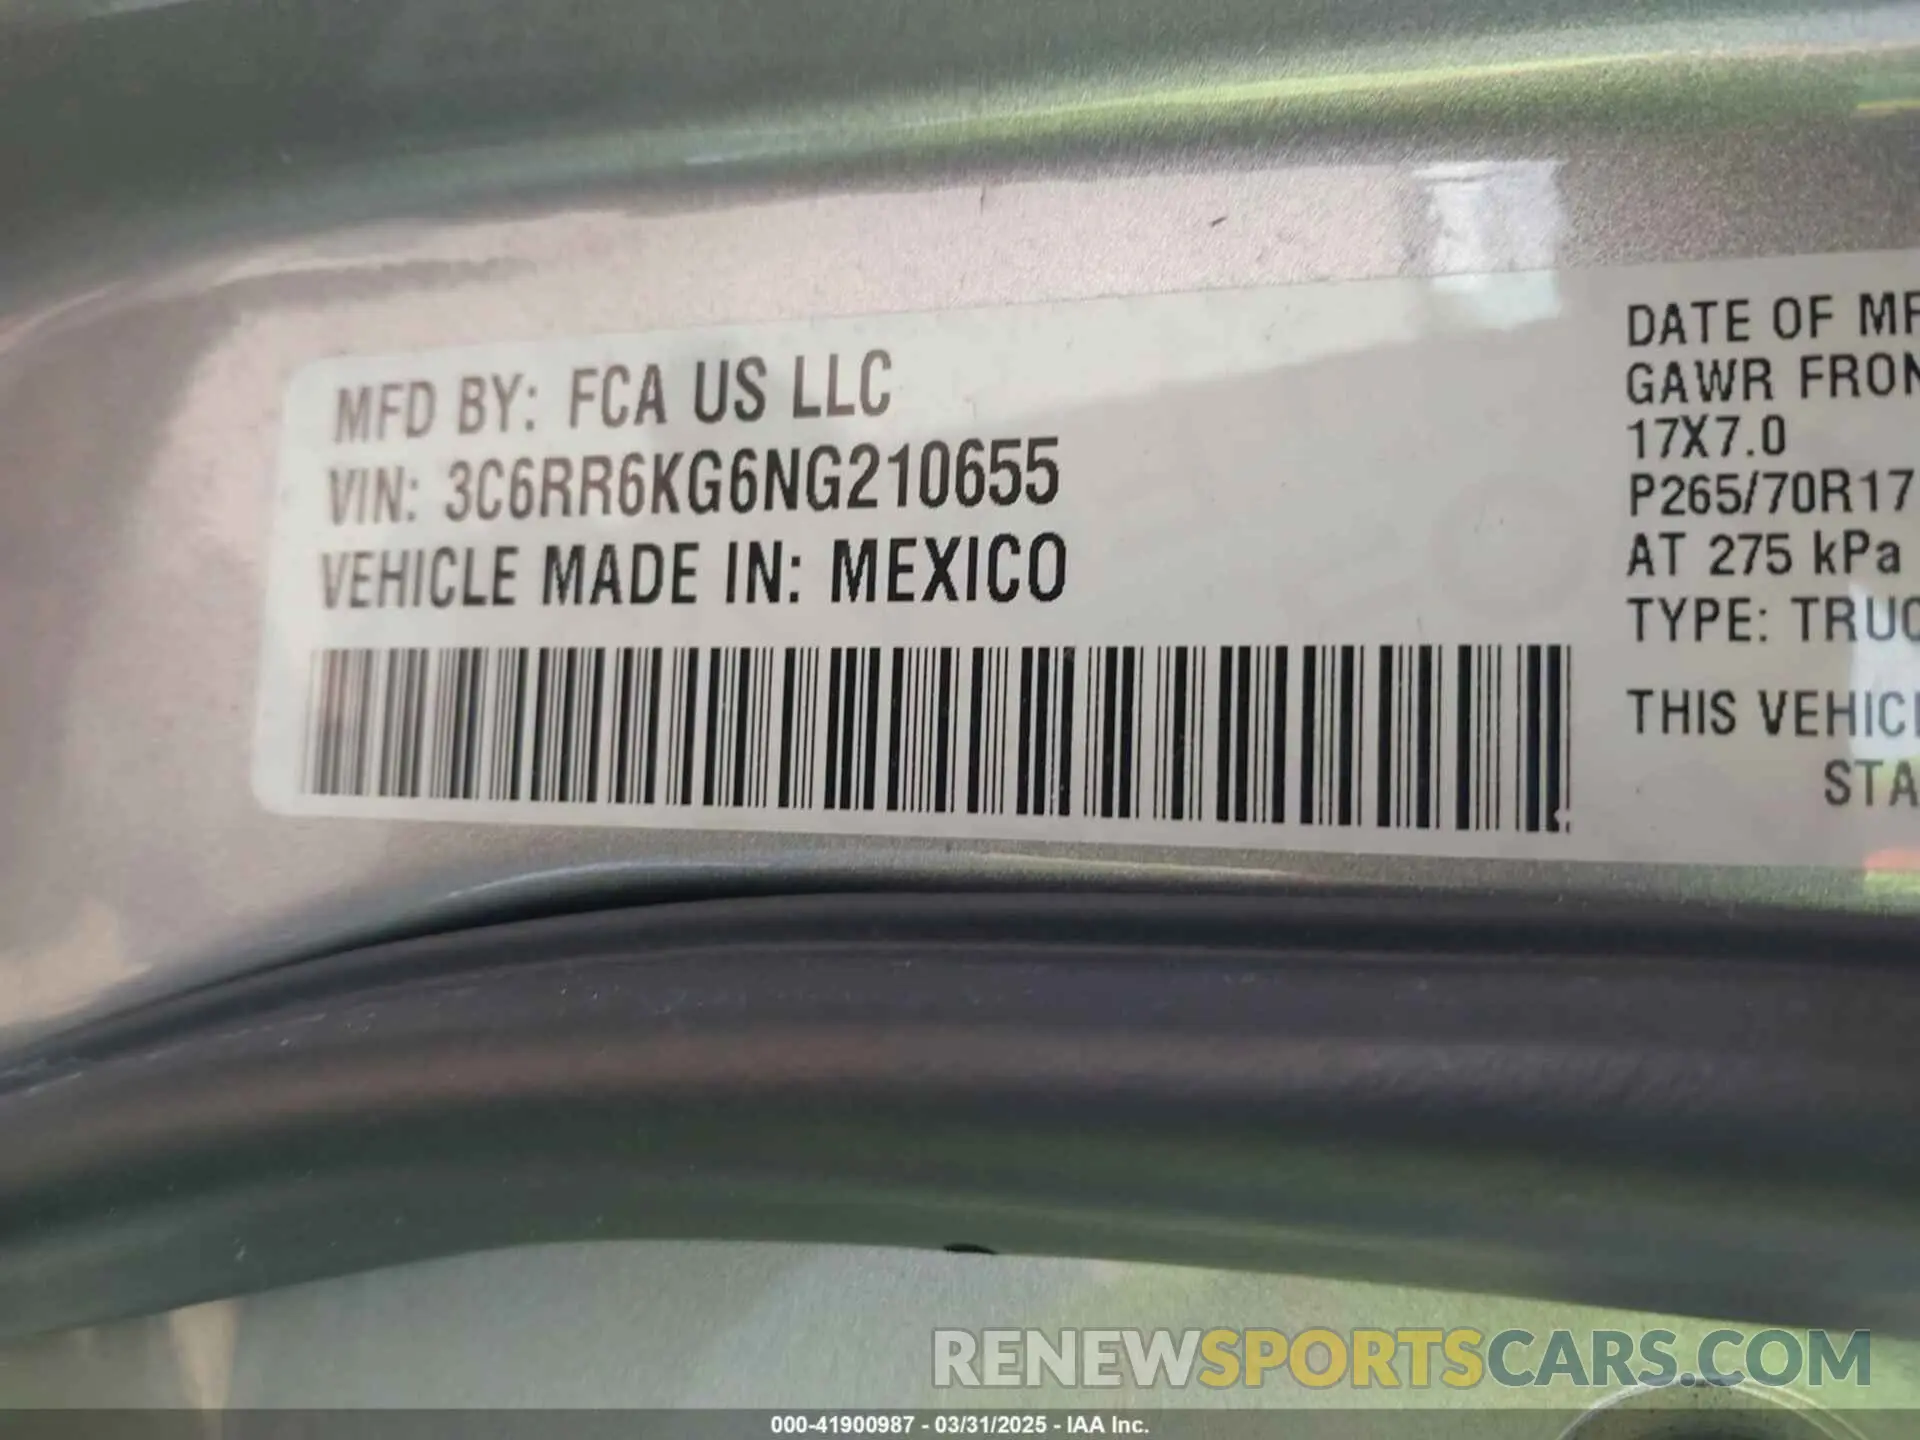 MFD BY: FCA US LLC
VIN: 3C6RR6KG6NG210655
VEHICLE MADE IN: MEXICO
DATE OF MF
GAWR FRON
17X7.0
P265/70R17
AT 275 kPa
TYPE: TRUC
THIS VEHICL
STA
RENEWSPORTSCARS.COM
000-41900987 - 03/31/2025 - IAA Inc.